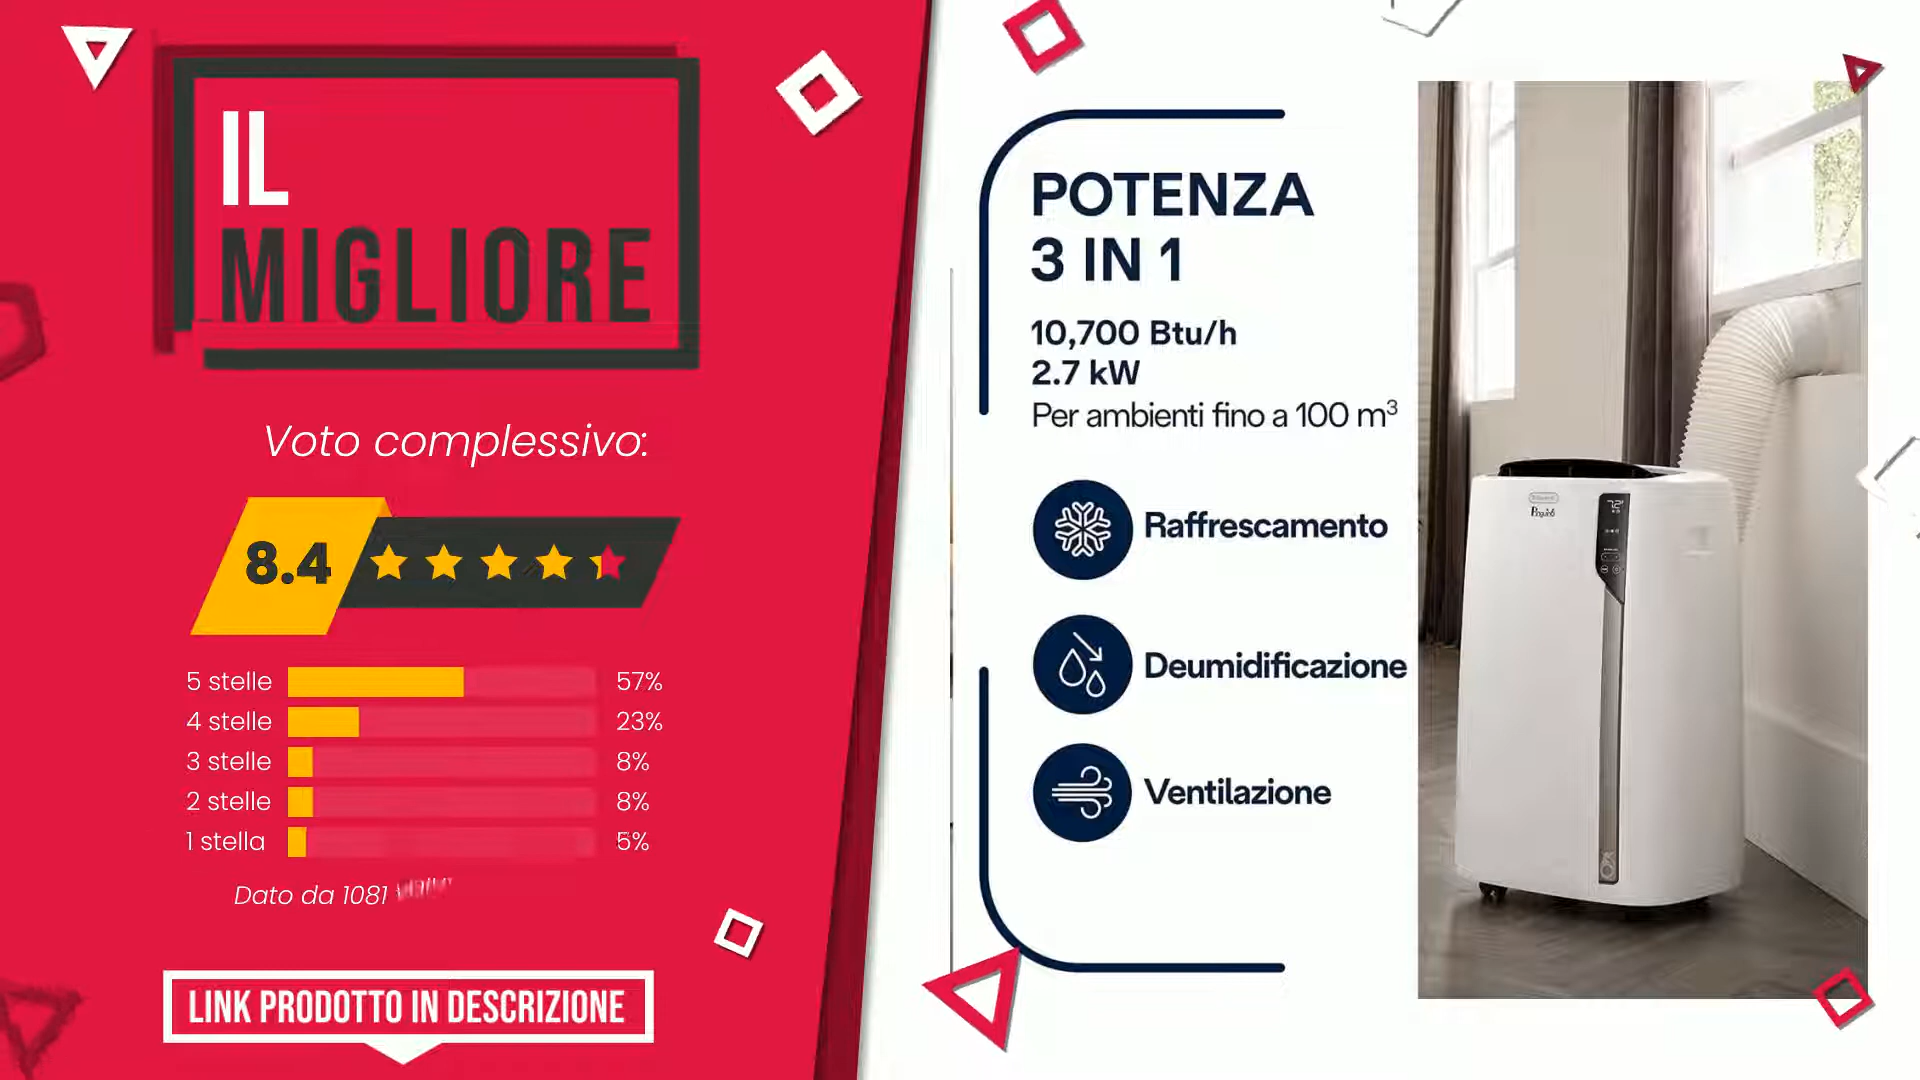 IL
MIGLIORE
Voto complessivo:
8.4
5 stelle 57%
4 stelle 23%
3 stelle 8%
2 stelle 8%
1 stella 5%
Dato da 1081
LINK PRODOTTO IN DESCRIZIONE
POTENZA
3 IN 1
10,700 Btu/h
2.7 kW
Per ambienti fino a 100 m³
Raffrescamento
Deumidificazione
Ventilazione